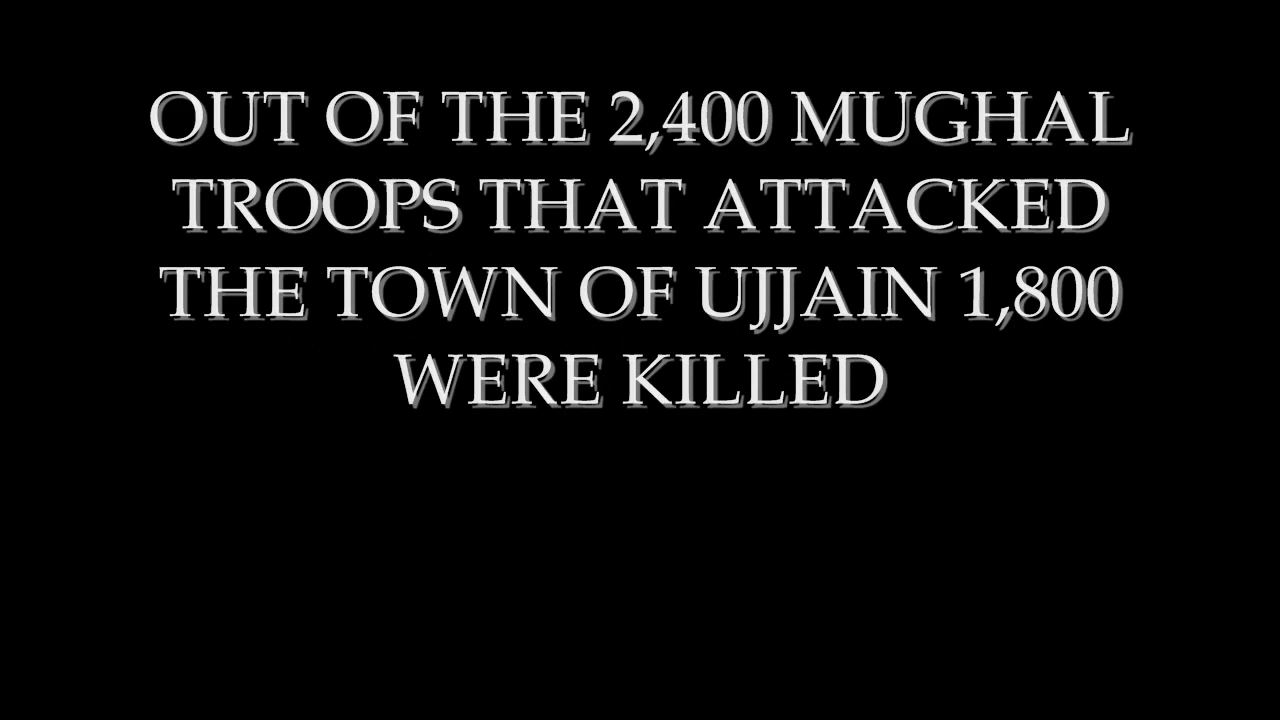 OUT OF THE 2,400 MUGHAL
TROOPS THAT ATTACKED
THE TOWN OF UJJAIN 1,800
WERE KILLED